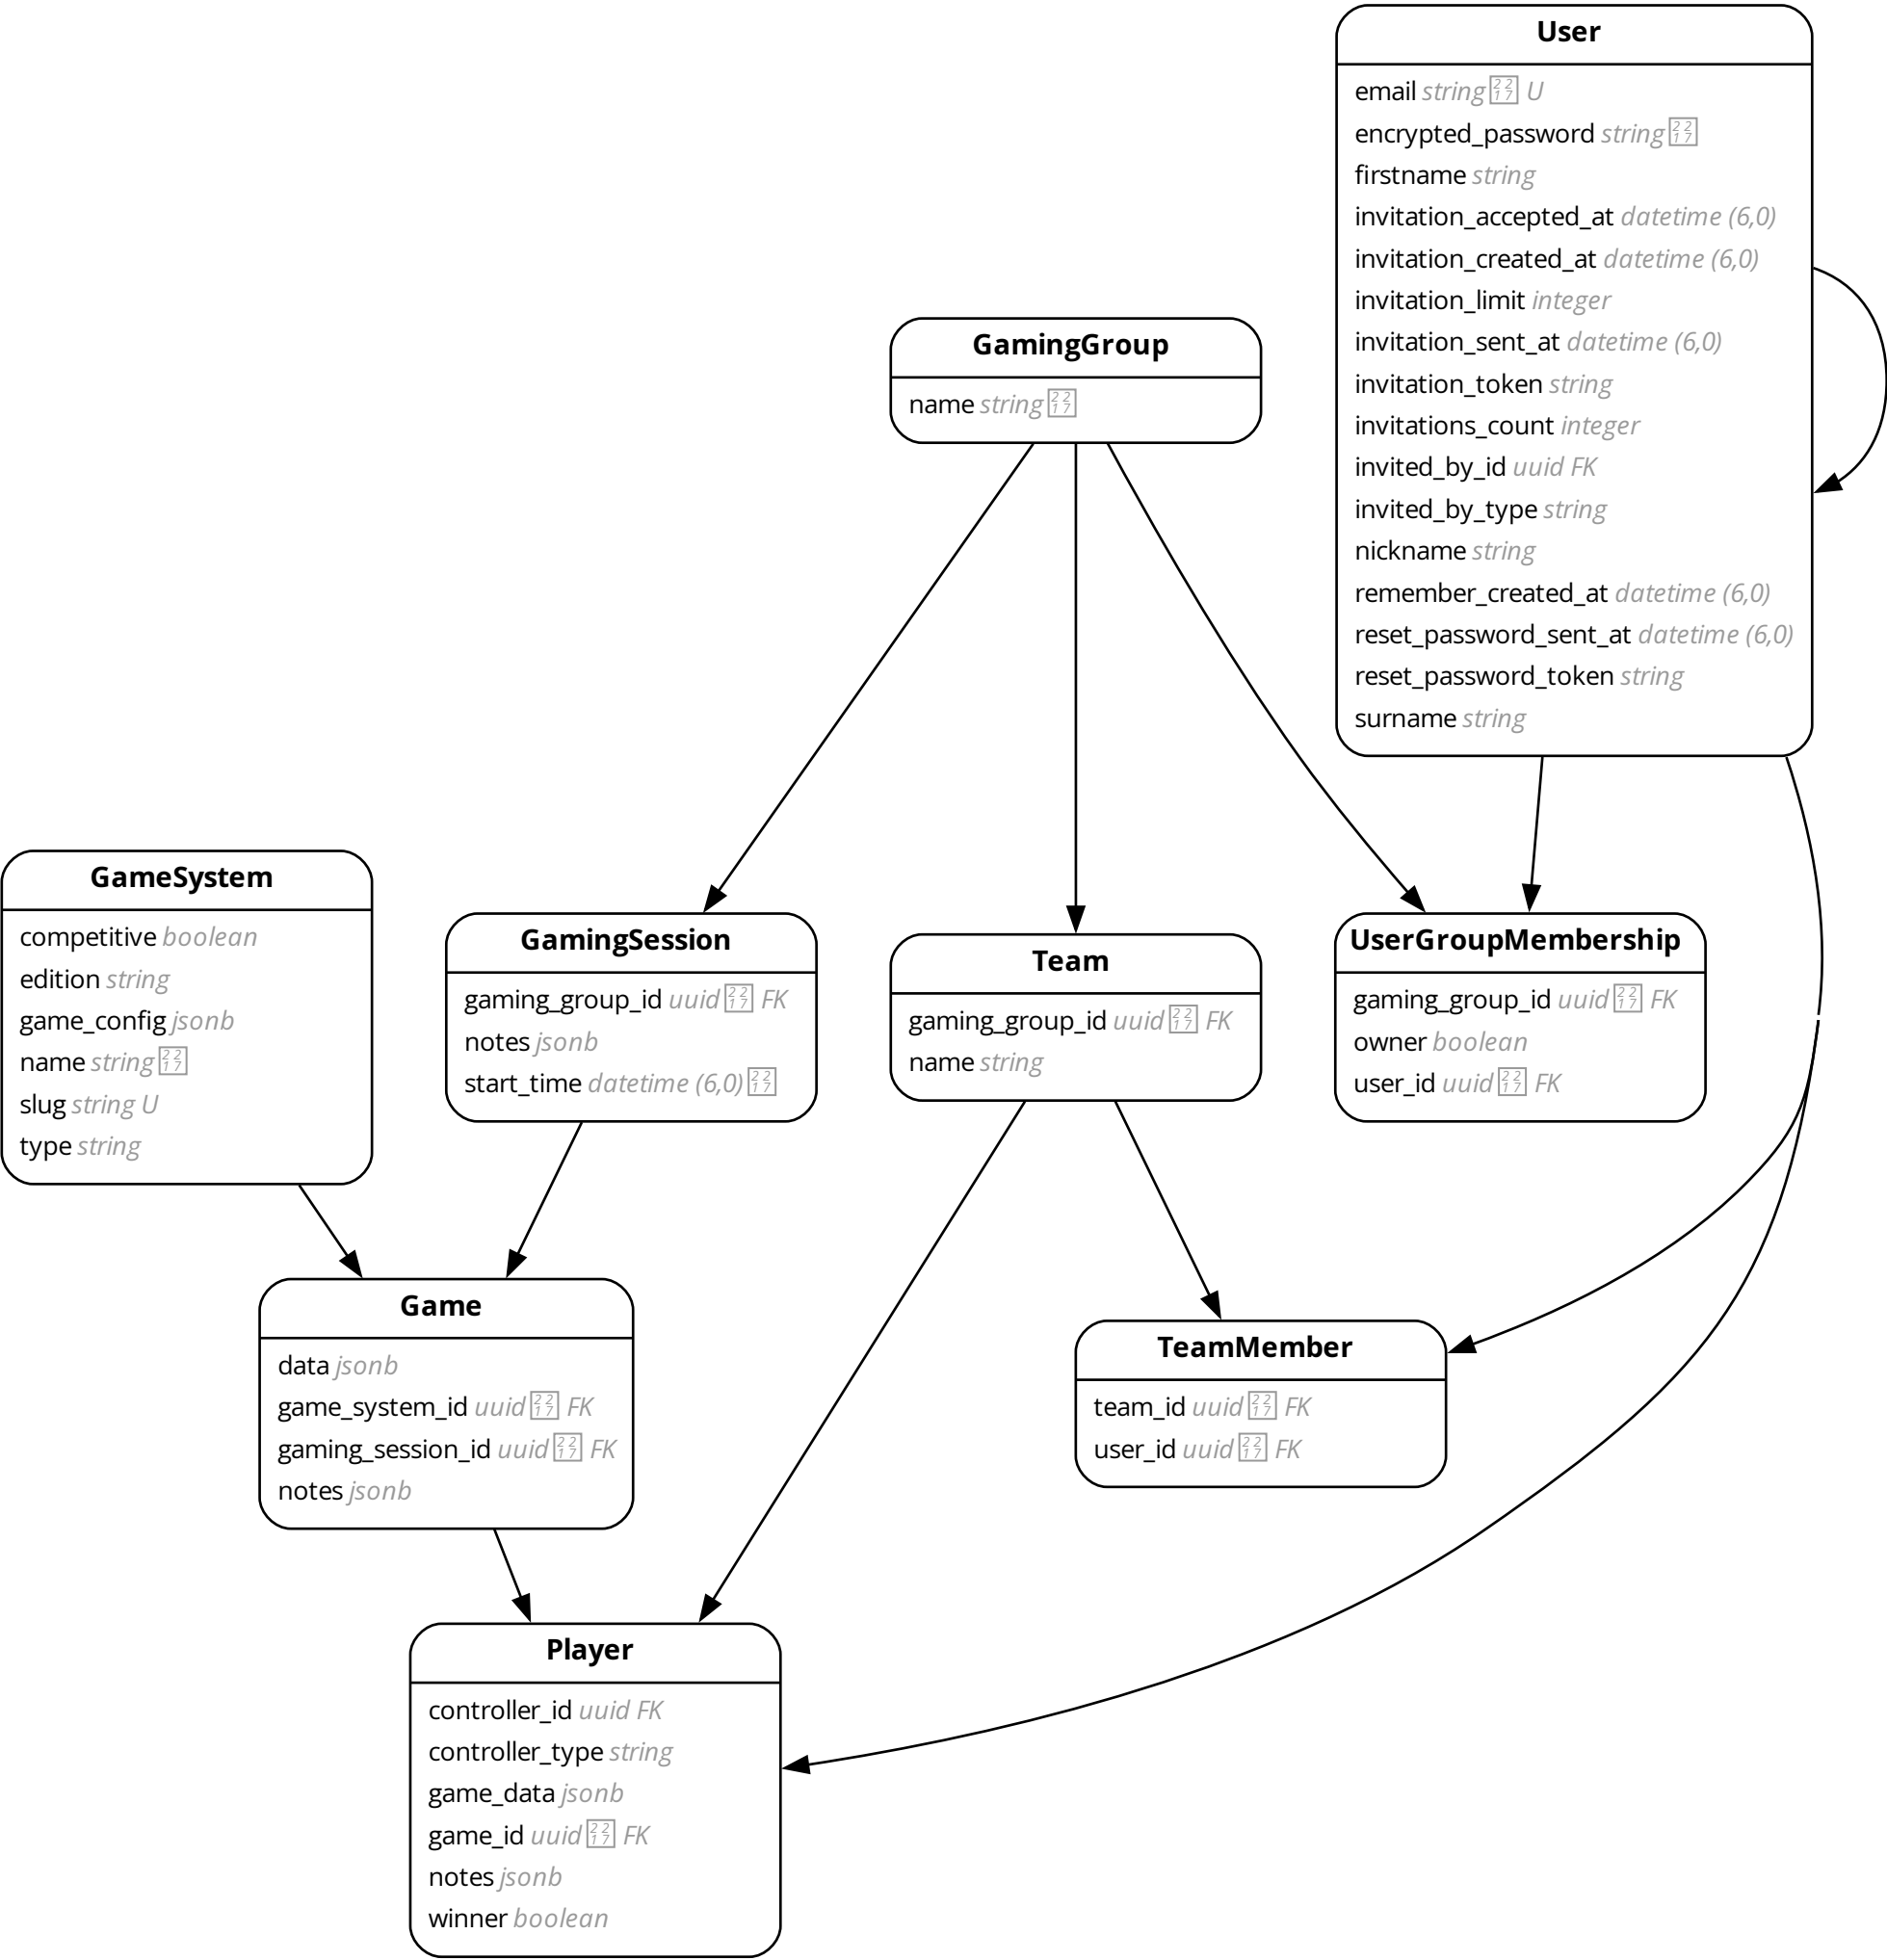 User
email string ∗ U
encrypted_password string ∗
firstname string
invitation_accepted_at datetime (6,0)
invitation_created_at datetime (6,0)
invitation_limit integer
invitation_sent_at datetime (6,0)
invitation_token string
invitations_count integer
invited_by_id uuid FK
invited_by_type string
nickname string
remember_created_at datetime (6,0)
reset_password_sent_at datetime (6,0)
reset_password_token string
surname string
GamingGroup
name string ∗
GameSystem
competitive boolean
edition string
game_config jsonb
name string ∗
slug string U
type string
GamingSession
gaming_group_id uuid ∗ FK
notes jsonb
start_time datetime (6,0) ∗
Team
gaming_group_id uuid ∗ FK
name string
UserGroupMembership
gaming_group_id uuid ∗ FK
owner boolean
user_id uuid ∗ FK
Game
data jsonb
game_system_id uuid ∗ FK
gaming_session_id uuid ∗ FK
notes jsonb
TeamMember
team_id uuid ∗ FK
user_id uuid ∗ FK
Player
controller_id uuid FK
controller_type string
game_data jsonb
game_id uuid ∗ FK
notes jsonb
winner boolean